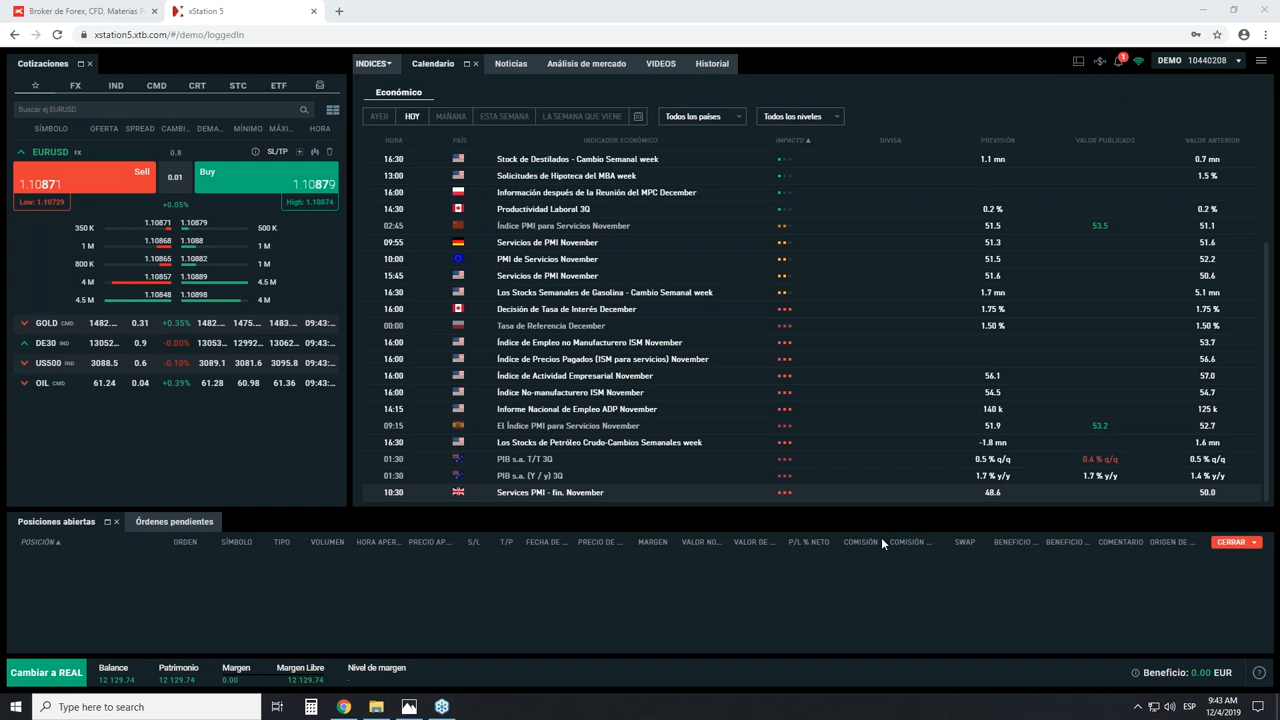 Broker de Forex, CFD, Materias P
xStation 5
xstation5.xtb.com/#/demo/loggedIn
Cotizaciones
FX IND CMD CRT STC ETF
Buscar ej EURUSD
SÍMBOLO OFERTA SPREAD CAMBI... DEMA... MÍNIMO MÁXI... HORA
EURUSD FX 0.8 SL/TP
Sell 1.10871
0.01
Buy 1.10879
Low: 1.10729
+0.05%
High: 1.10874
350 K 1.10871 1.10879 500 K
1 M 1.10868 1.1088 1 M
800 K 1.10865 1.10882 1 M
4 M 1.10857 1.10889 4.5 M
4.5 M 1.10848 1.10898 4 M
GOLD CMD 1482.... 0.31 +0.35% 1482.... 1475.... 1483.... 09:43:...
DE30 IND 13052... 0.9 -0.00% 13053... 12992... 13062... 09:43:...
US500 IND 3088.5 0.6 -0.10% 3089.1 3081.6 3095.8 09:43:...
OIL CMD 61.24 0.04 +0.39% 61.28 60.98 61.36 09:43:...
INDICES Calendario Noticias Análisis de mercado VIDEOS Historial
1
DEMO 10440208
Económico
AYER HOY MAÑANA ESTA SEMANA LA SEMANA QUE VIENE Todos los países Todos los niveles
HORA PAÍS INDICADOR ECONÓMICO IMPACTO DIVISA PREVISIÓN VALOR PUBLICADO VALOR ANTERIOR
16:30 Stock de Destilados - Cambio Semanal week 1.1 mn 0.7 mn
13:00 Solicitudes de Hipoteca del MBA week 1.5 %
16:00 Información después de la Reunión del MPC December
14:30 Productividad Laboral 3Q 0.2 % 0.2 %
02:45 Índice PMI para Servicios November 51.5 53.5 51.1
09:55 Servicios de PMI November 51.3 51.6
10:00 PMI de Servicios November 51.5 52.2
15:45 Servicios de PMI November 51.6 50.6
16:30 Los Stocks Semanales de Gasolina - Cambio Semanal week 1.7 mn 5.1 mn
16:00 Decisión de Tasa de Interés December 1.75 % 1.75 %
00:00 Tasa de Referencia December 1.50 % 1.50 %
16:00 Índice de Empleo no Manufacturero ISM November 53.7
16:00 Índice de Precios Pagados (ISM para servicios) November 56.6
16:00 Índice de Actividad Empresarial November 56.1 57.0
16:00 Índice No-manufacturero ISM November 54.5 54.7
14:15 Informe Nacional de Empleo ADP November 140 k 125 k
09:15 El Índice PMI para Servicios November 51.9 53.2 52.7
16:30 Los Stocks de Petróleo Crudo-Cambios Semanales week -1.8 mn 1.6 mn
01:30 PIB s.a. T/T 3Q 0.5 % q/q 0.4 % q/q 0.5 % q/q
01:30 PIB s.a. (Y / y) 3Q 1.7 % y/y 1.7 % y/y 1.4 % y/y
10:30 Services PMI - fin. November 48.6 50.0
Posiciones abiertas Órdenes pendientes
POSICIÓN ORDEN SÍMBOLO TIPO VOLUMEN HORA APER... PRECIO AP... S/L T/P FECHA DE ... PRECIO DE ... MARGEN VALOR NO... VALOR DE ... P/L % NETO COMISIÓN COMISIÓN ... SWAP BENEFICIO ... BENEFICIO ... COMENTARIO ORIGEN DE ... CERRAR
Cambiar a REAL
Balance Patrimonio Margen Margen Libre Nivel de margen
12 129.74 12 129.74 0.00 12 129.74 -
Beneficio: 0.00 EUR
Type here to search
ESP
9:43 AM
12/4/2019